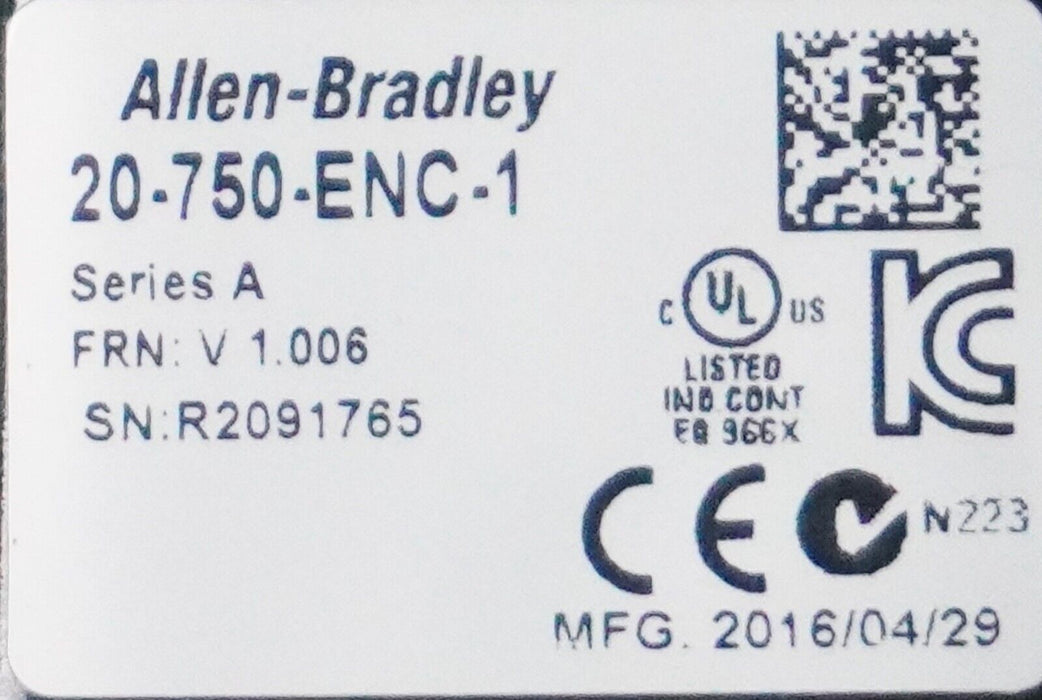 Allen-Bradley
20-750-ENC-1
Series A
FRN: V 1.006
SN:R2091765
C UL US
LISTED
IND CONT
EQ 966X
KC
CE
N223
MFG. 2016/04/29